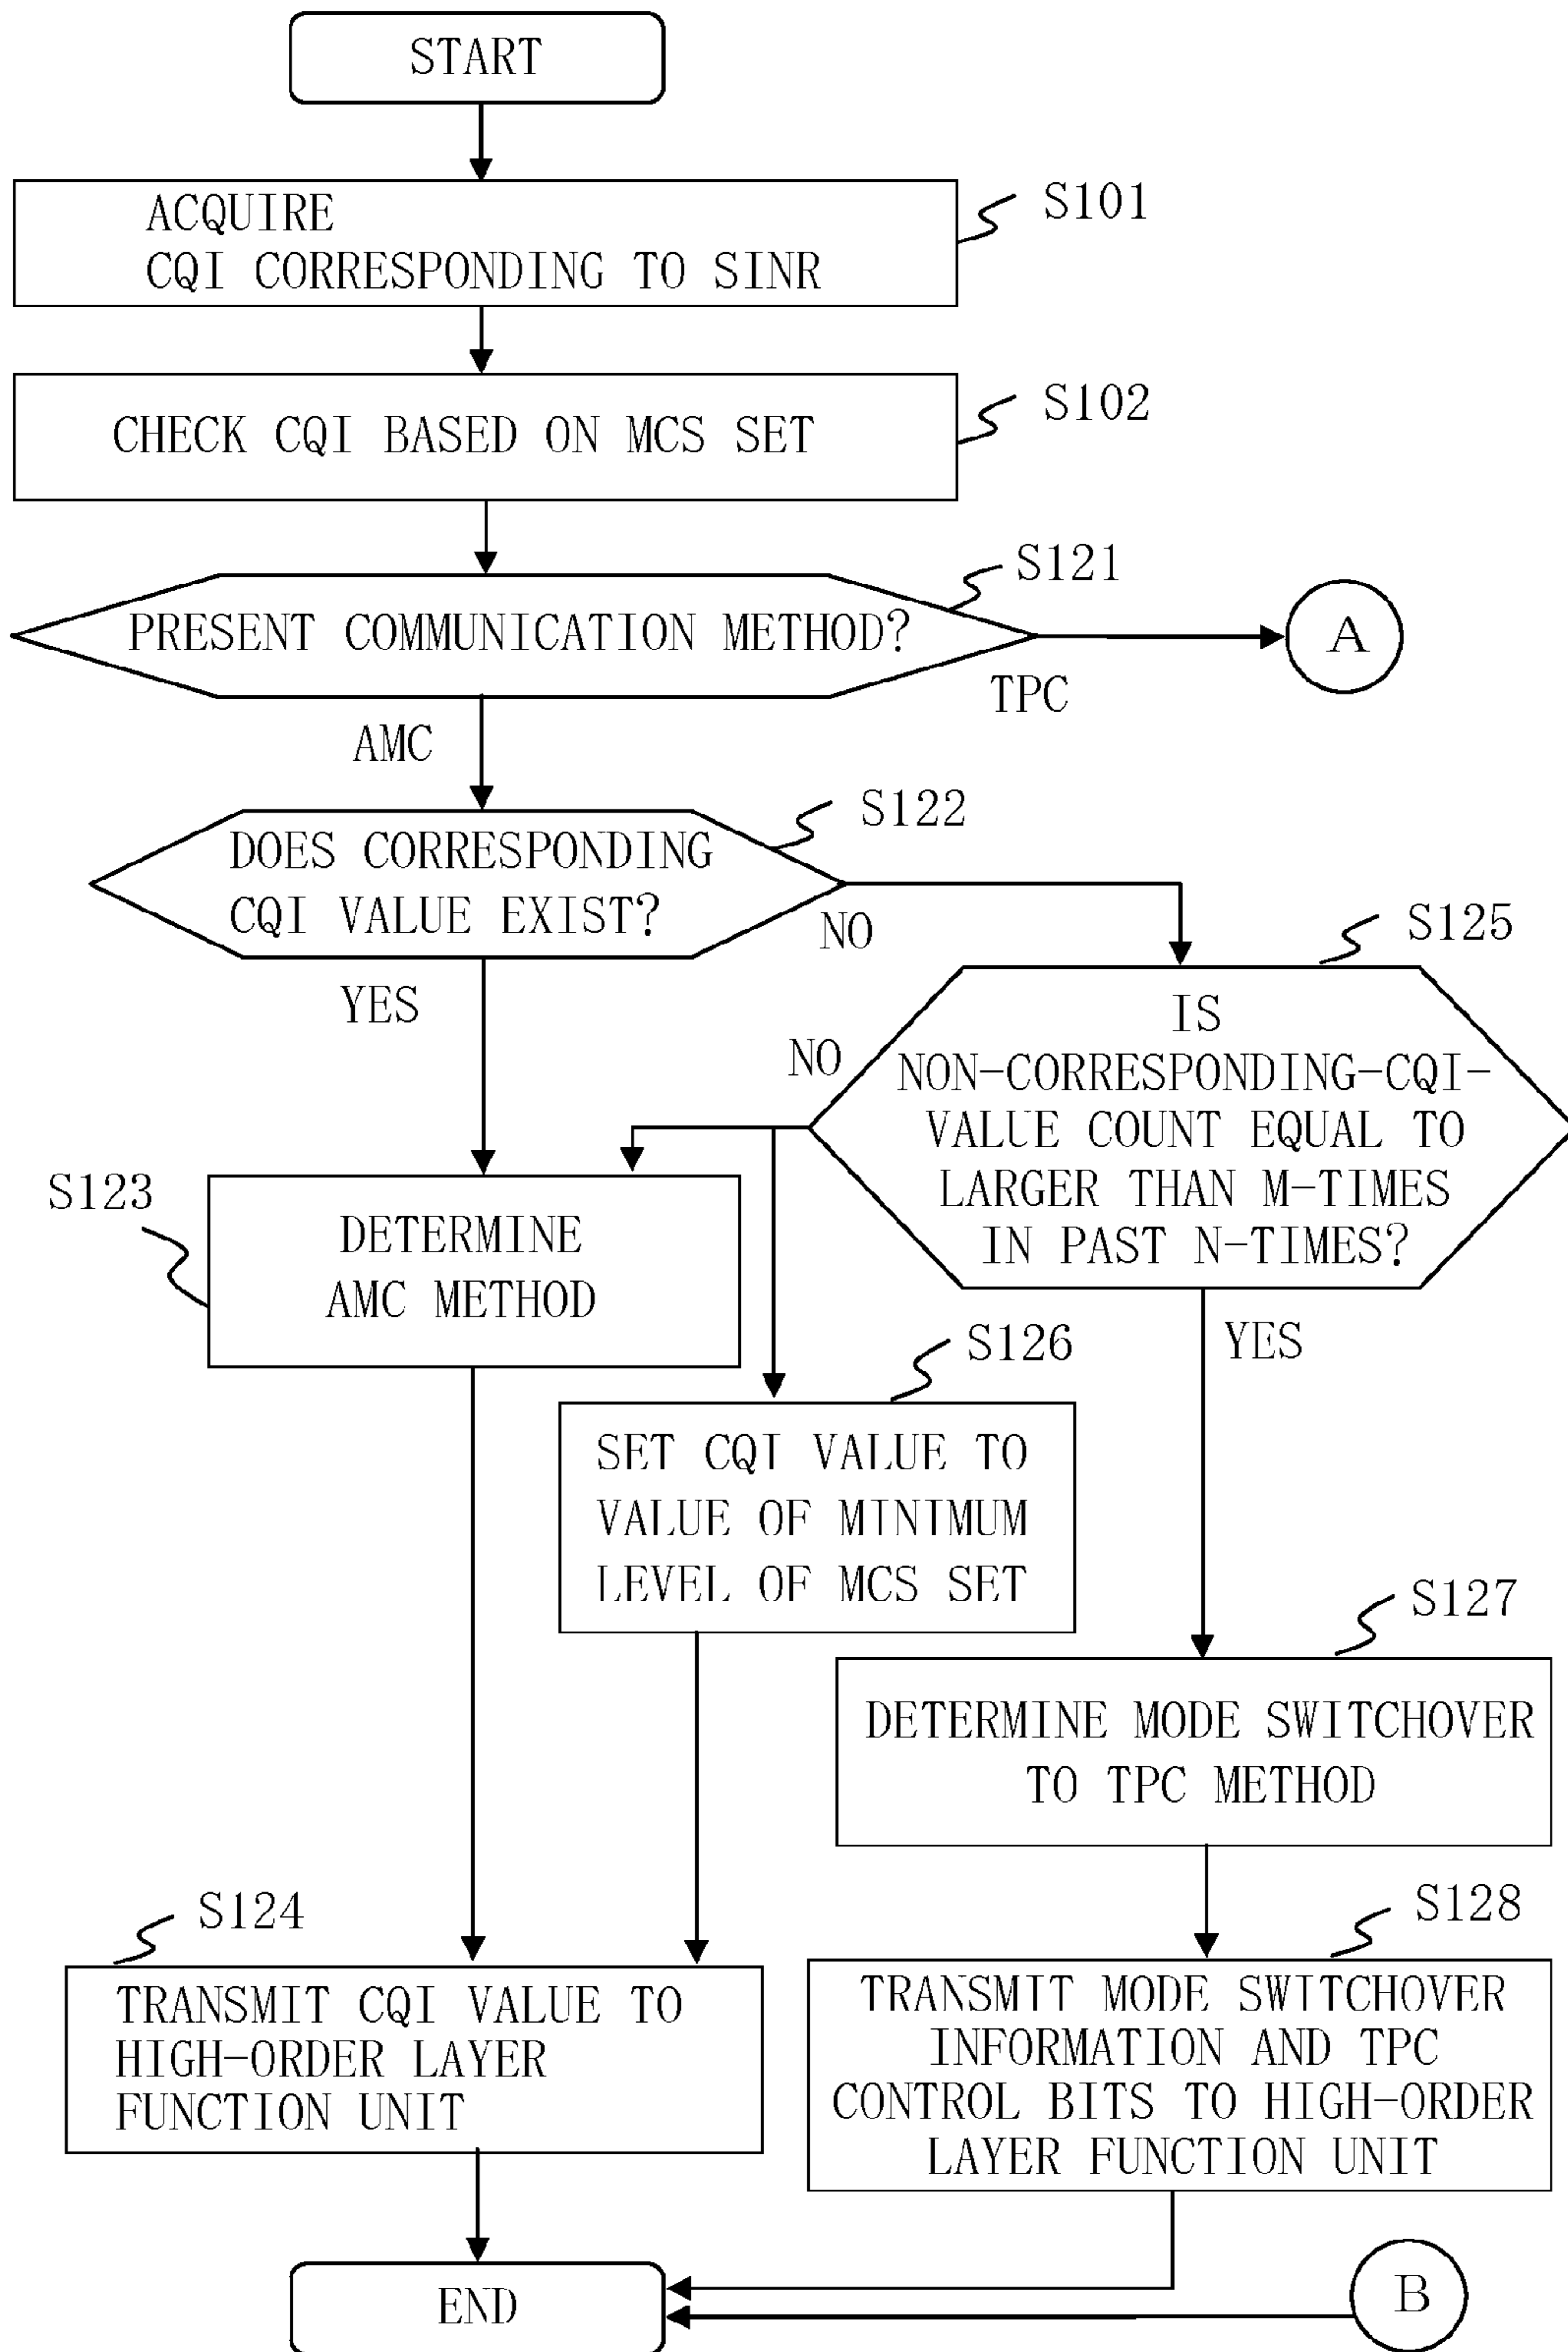 START
ACQUIRE
CQI CORRESPONDING TO SINR
S101
CHECK CQI BASED ON MCS SET
S102
PRESENT COMMUNICATION METHOD?
S121
A
TPC
AMC
DOES CORRESPONDING
CQI VALUE EXIST?
S122
NO
YES
S125
IS
NON-CORRESPONDING-CQI-
VALUE COUNT EQUAL TO
LARGER THAN M-TIMES
IN PAST N-TIMES?
NO
YES
S123
DETERMINE
AMC METHOD
S126
SET CQI VALUE TO
VALUE OF MINIMUM
LEVEL OF MCS SET
S127
DETERMINE MODE SWITCHOVER
TO TPC METHOD
S124
TRANSMIT CQI VALUE TO
HIGH-ORDER LAYER
FUNCTION UNIT
S128
TRANSMIT MODE SWITCHOVER
INFORMATION AND TPC
CONTROL BITS TO HIGH-ORDER
LAYER FUNCTION UNIT
END
B